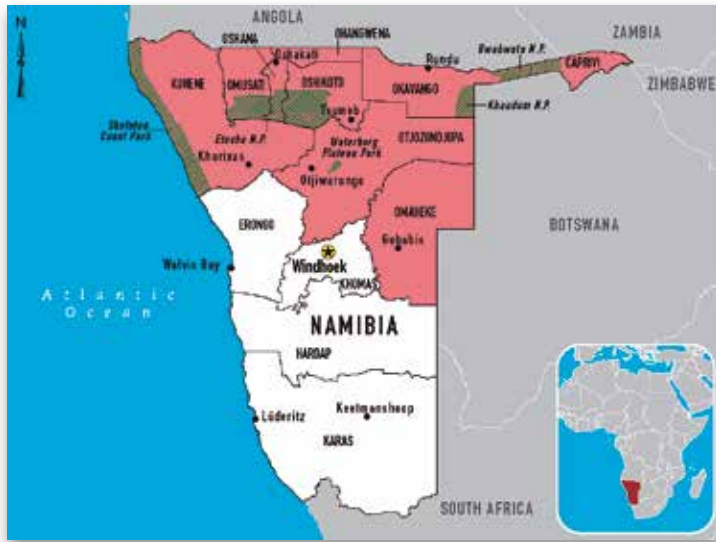 N
ANGOLA
OHANGWENA
ZAMBIA
OSHANA
Oshakati
Bwabwata N.P.
Rundu
CAPRIVI
KUNENE
OMUSATI
OSHIKOTO
OKAVANGO
ZIMBABWE
Khaudum N.P.
Tsumeb
Skeleton
Coast Park
Etosha N.P.
Waterberg
Plateau Park
OTJOZONDJUPA
Khorixas
Otjiwarongo
OMAHEKE
BOTSWANA
ERONGO
Gobabis
Windhoek
Walvis Bay
KHOMAS
Atlantic
Ocean
NAMIBIA
HARDAP
Keetmanshoop
Lüderitz
KARAS
SOUTH AFRICA